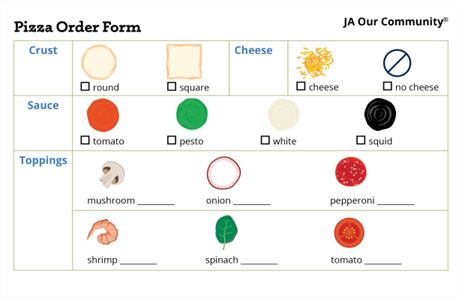 Pizza Order Form
JA Our Community®
Crust
round
square
Cheese
cheese
no cheese
Sauce
tomato
pesto
white
squid
Toppings
mushroom ________
onion ________
pepperoni ________
shrimp ________
spinach ________
tomato ________